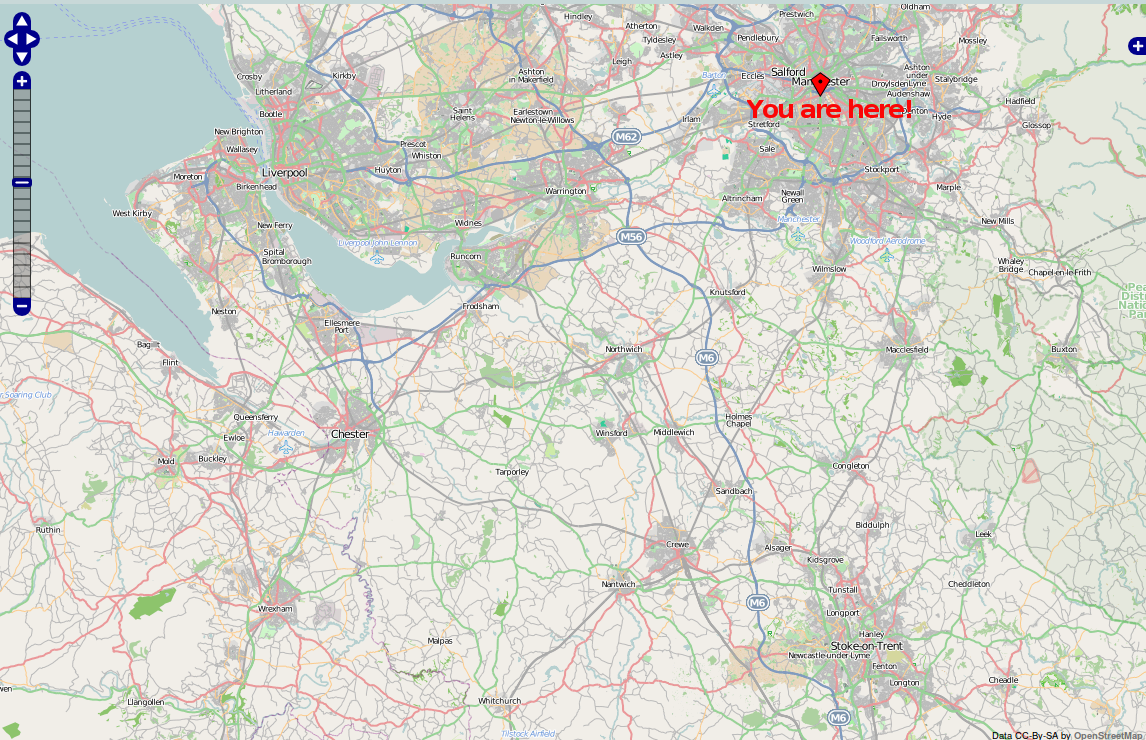 Hindley
Prestwich
Oldham
Atherton
Walkden
Tyldesley
Pendlebury
Failsworth
Mossley
Astley
Leigh
Crosby
Kirkby
Ashton
in Makerfield
Barton
Eccles
Salford
Manchester
Ashton
under
Lyne
Droylsden
Stalybridge
Litherland
Audenshaw
Hadfield
You are here!
Bootle
Saint
Helens
Earlestown
Newton-le-Willows
Irlam
Stretford
Denton
Hyde
Glossop
New Brighton
M62
Wallasey
Prescot
Whiston
Sale
Moreton
Liverpool
Huyton
Stockport
Birkenhead
Warrington
Altrincham
Newall
Green
Marple
West Kirby
New Ferry
Widnes
Manchester
New Mills
M56
Liverpool John Lennon
Woodford Aerodrome
Spital
Bromborough
Runcorn
Wilmslow
Whaley
Bridge
Chapel-en-le-Frith
Neston
Frodsham
Knutsford
Ellesmere
Port
Bagillt
Flint
Northwich
M6
Macclesfield
Buxton
Queensferry
Holmes
Chapel
Ewloe
Hawarden
Chester
Winsford
Middlewich
Mold
Buckley
Tarporley
Congleton
Sandbach
Ruthin
Biddulph
Leek
Crewe
Alsager
Kidsgrove
Nantwich
Tunstall
Cheddleton
Wrexham
M6
Longport
Malpas
Hanley
Stoke-on-Trent
Newcastle-under-Lyme
Fenton
Llangollen
Whitchurch
Longton
Cheadle
M6
Tilstock Airfield
Data CC-By-SA by OpenStreetMap